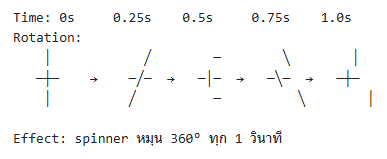 Time: 0s     0.25s    0.5s     0.75s    1.0s
Rotation:
    |            /        −        \        |
   ─┼─    →    −/−  →   −|−  →   −\−  →   ─┼─
    |          /          −          \       |
Effect: spinner หมุน 360° ทุก 1 วินาที